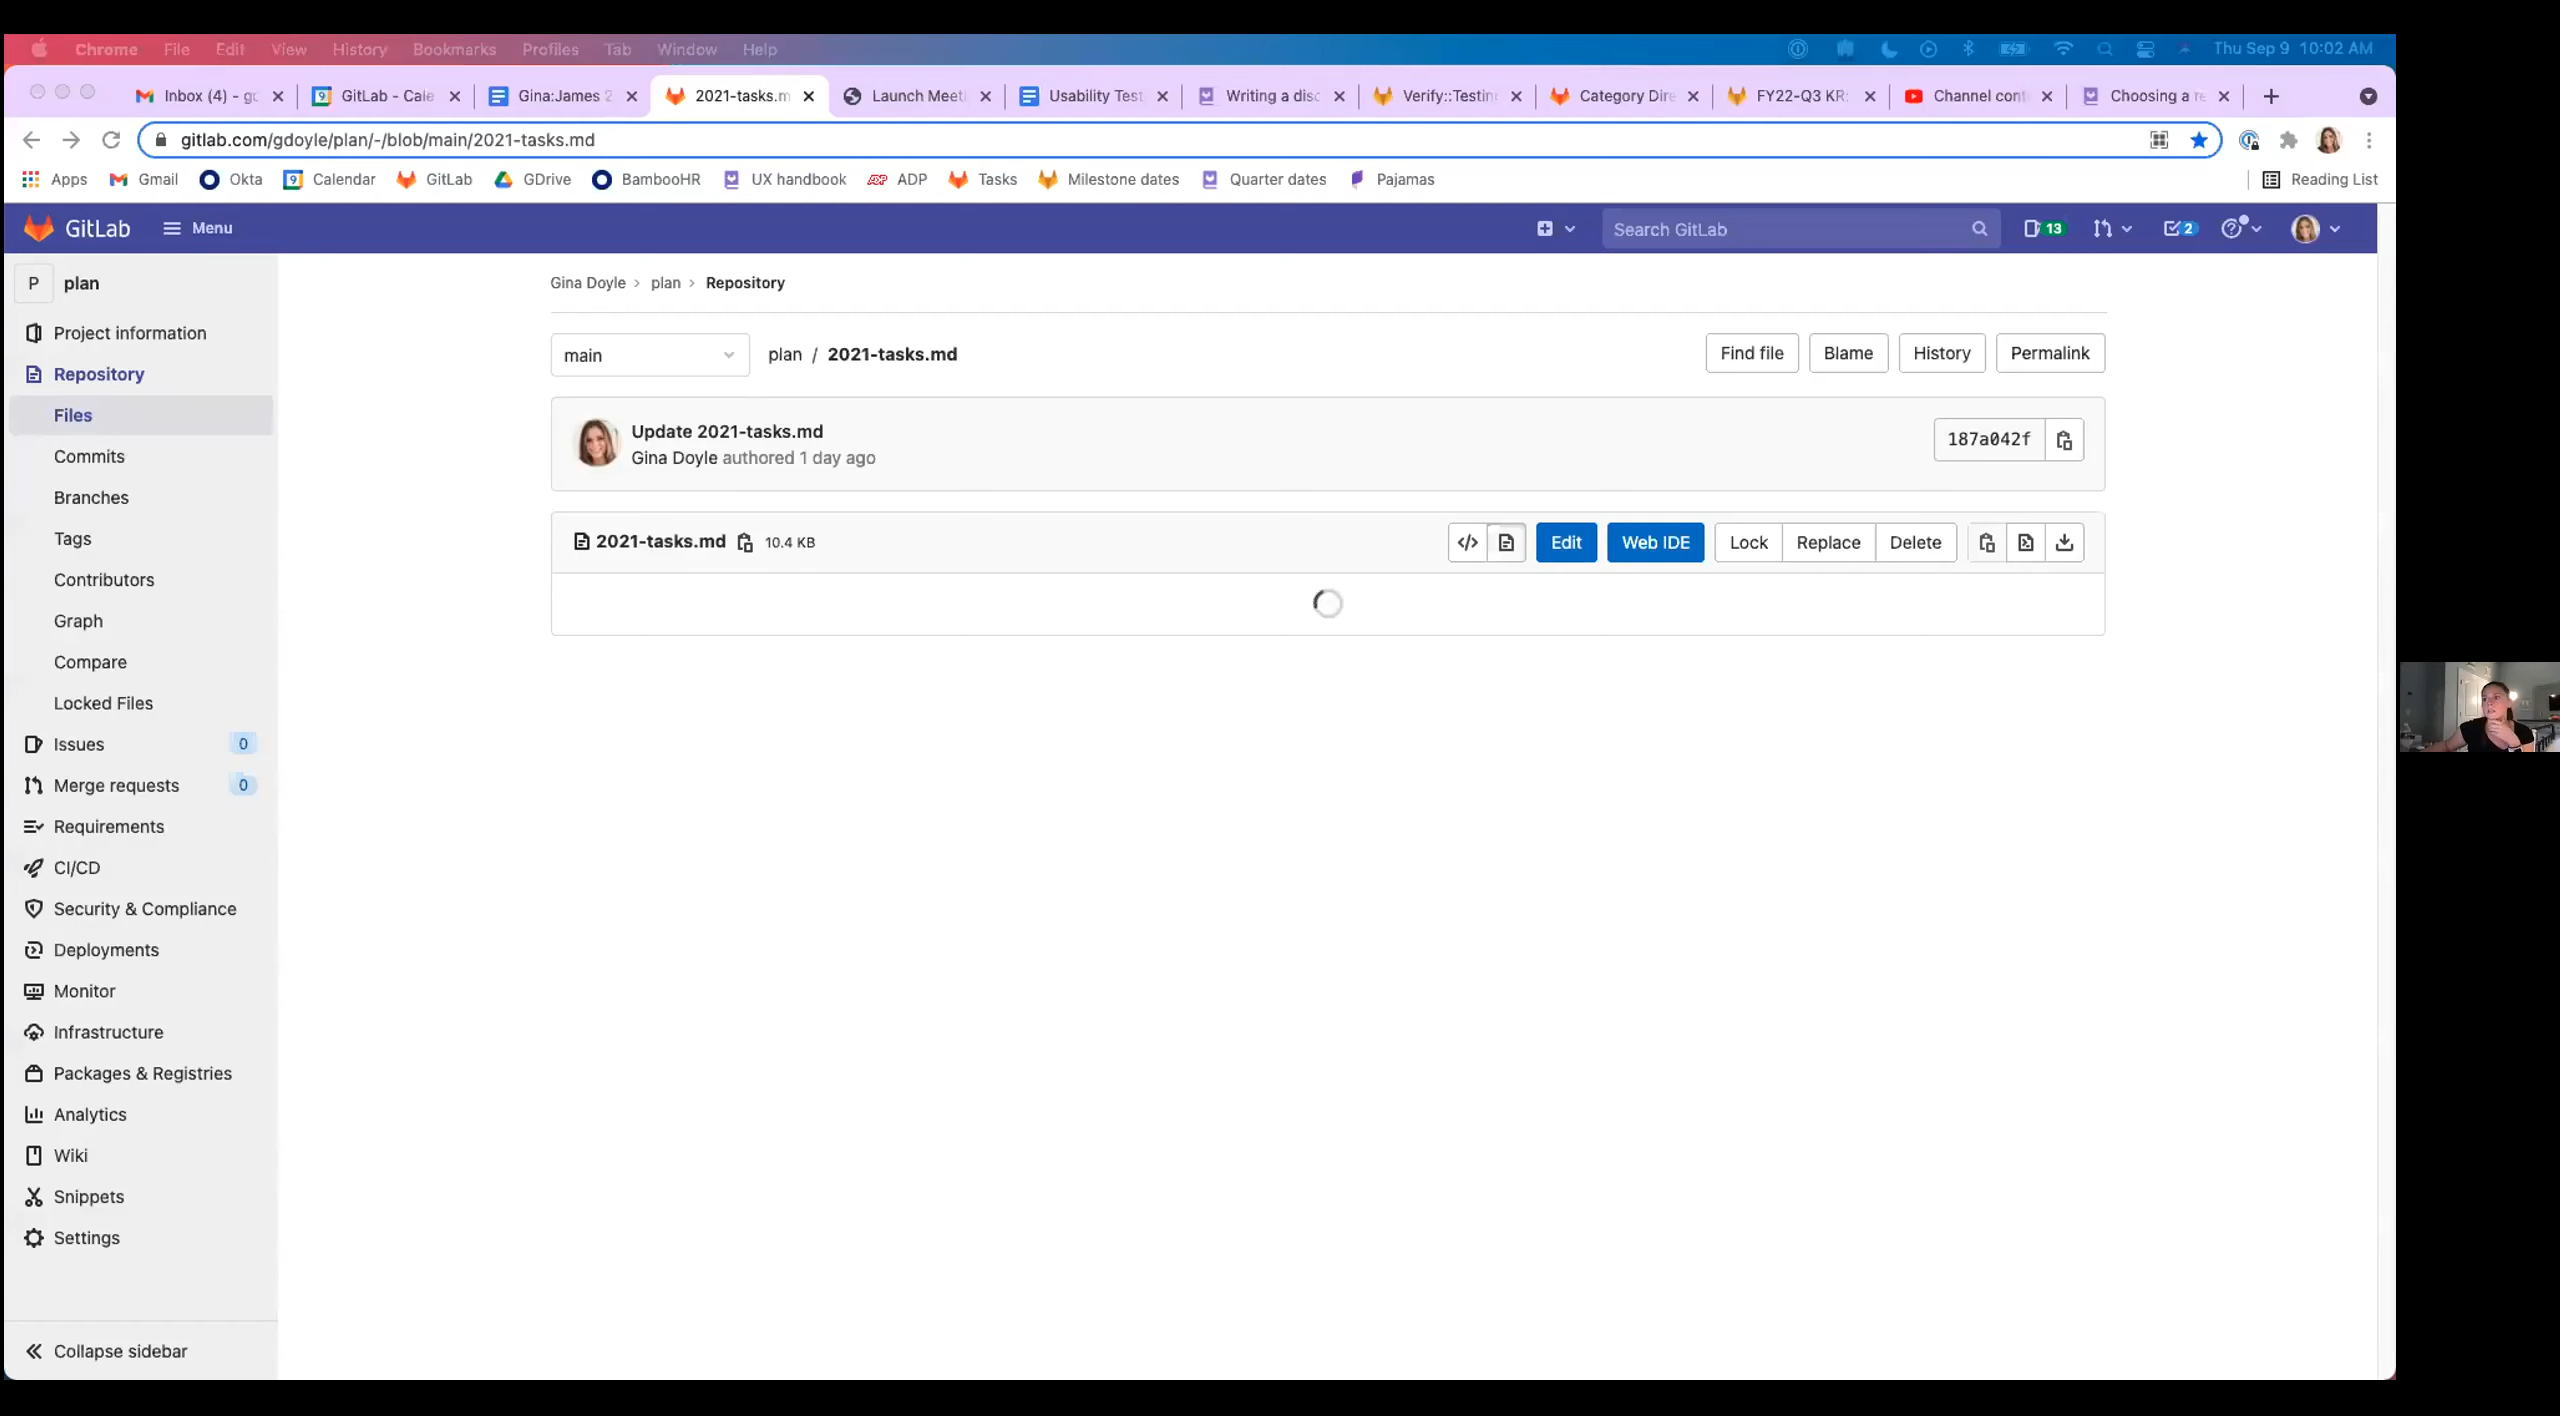 Chrome File Edit View History Bookmarks Profiles Tab Window Help Thu Sep 9 10:02 AM
Inbox (4) - gc GitLab - Cale Gina:James 2 2021-tasks.m Launch Meet Usability Test Writing a disc Verify::Testin Category Dire FY22-Q3 KR Channel cont Choosing a re
gitlab.com/gdoyle/plan/-/blob/main/2021-tasks.md
Apps Gmail Okta 9 Calendar GitLab GDrive BambooHR UX handbook ADP ADP Tasks Milestone dates Quarter dates Pajamas Reading List
GitLab Menu Search GitLab 13 2
P plan
Gina Doyle > plan > Repository
Project information
Repository
Files
Commits
Branches
Tags
Contributors
Graph
Compare
Locked Files
Issues 0
Merge requests 0
Requirements
CI/CD
Security & Compliance
Deployments
Monitor
Infrastructure
Packages & Registries
Analytics
Wiki
Snippets
Settings
Collapse sidebar
main plan / 2021-tasks.md Find file Blame History Permalink
Update 2021-tasks.md
Gina Doyle authored 1 day ago
187a042f
2021-tasks.md 10.4 KB </> Edit Web IDE Lock Replace Delete